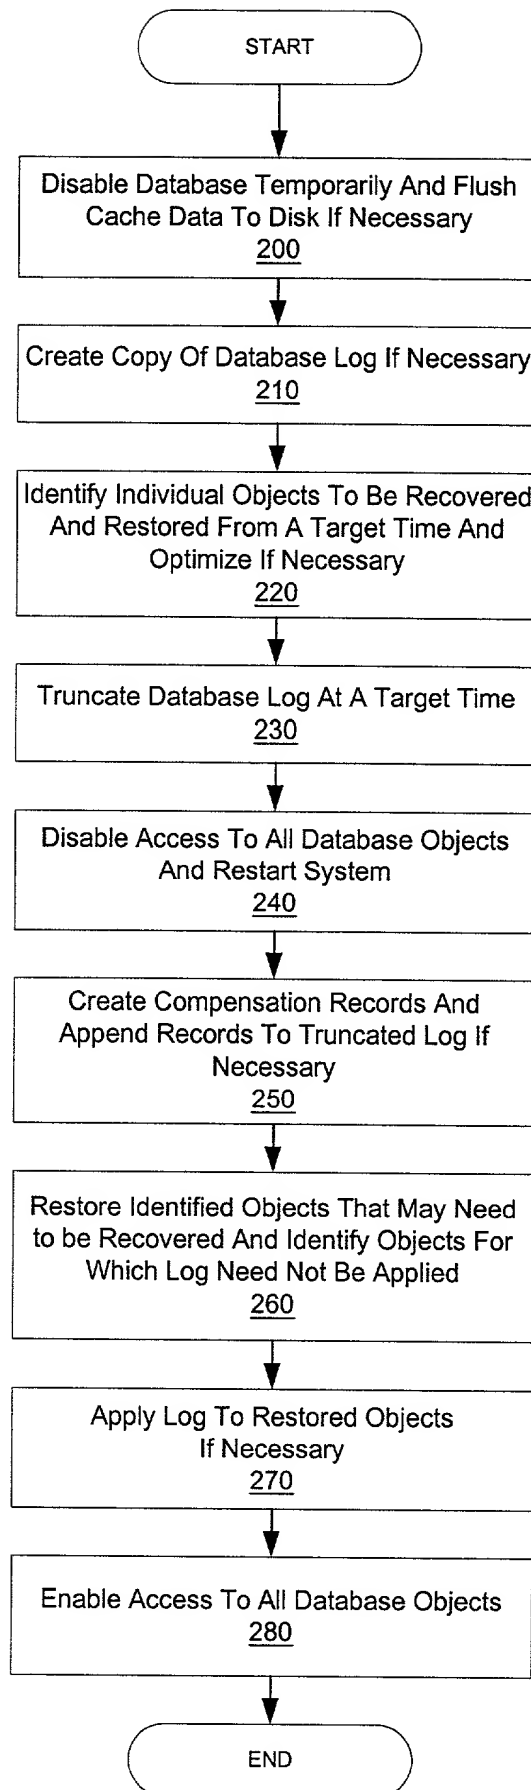 START
Disable Database Temporarily And Flush
Cache Data To Disk If Necessary
200
Create Copy Of Database Log If Necessary
210
Identify Individual Objects To Be Recovered
And Restored From A Target Time And
Optimize If Necessary
220
Truncate Database Log At A Target Time
230
Disable Access To All Database Objects
And Restart System
240
Create Compensation Records And
Append Records To Truncated Log If
Necessary
250
Restore Identified Objects That May Need
to be Recovered And Identify Objects For
Which Log Need Not Be Applied
260
Apply Log To Restored Objects
If Necessary
270
Enable Access To All Database Objects
280
END